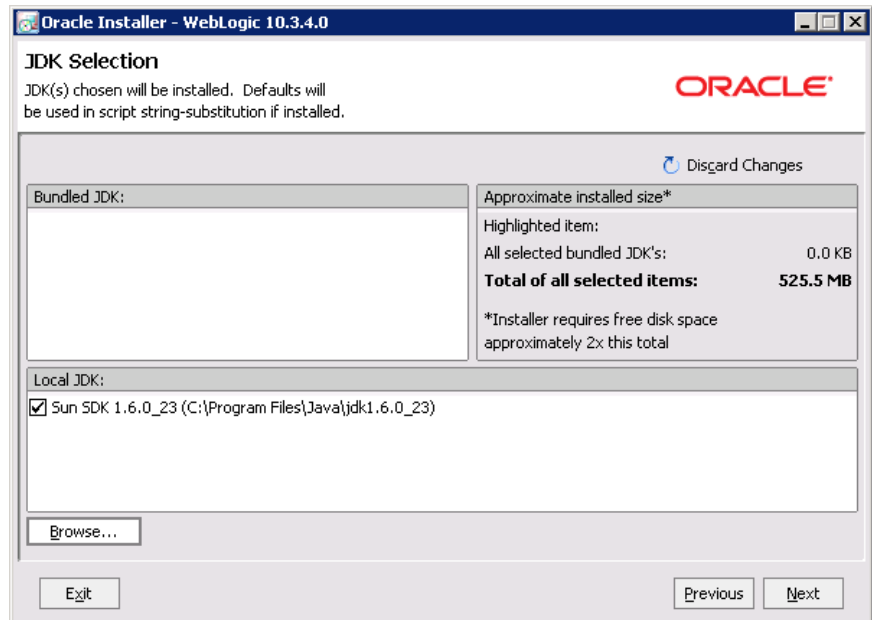 Oracle Installer - WebLogic 10.3.4.0
JDK Selection
JDK(s) chosen will be installed. Defaults will
be used in script string-substitution if installed.
ORACLE
Discard Changes
Bundled JDK:
Approximate installed size*
Highlighted item:
All selected bundled JDK's: 0.0 KB
Total of all selected items: 525.5 MB
*Installer requires free disk space
approximately 2x this total
Local JDK:
Sun SDK 1.6.0_23 (C:\Program Files\Java\jdk1.6.0_23)
Browse...
Exit
Previous
Next